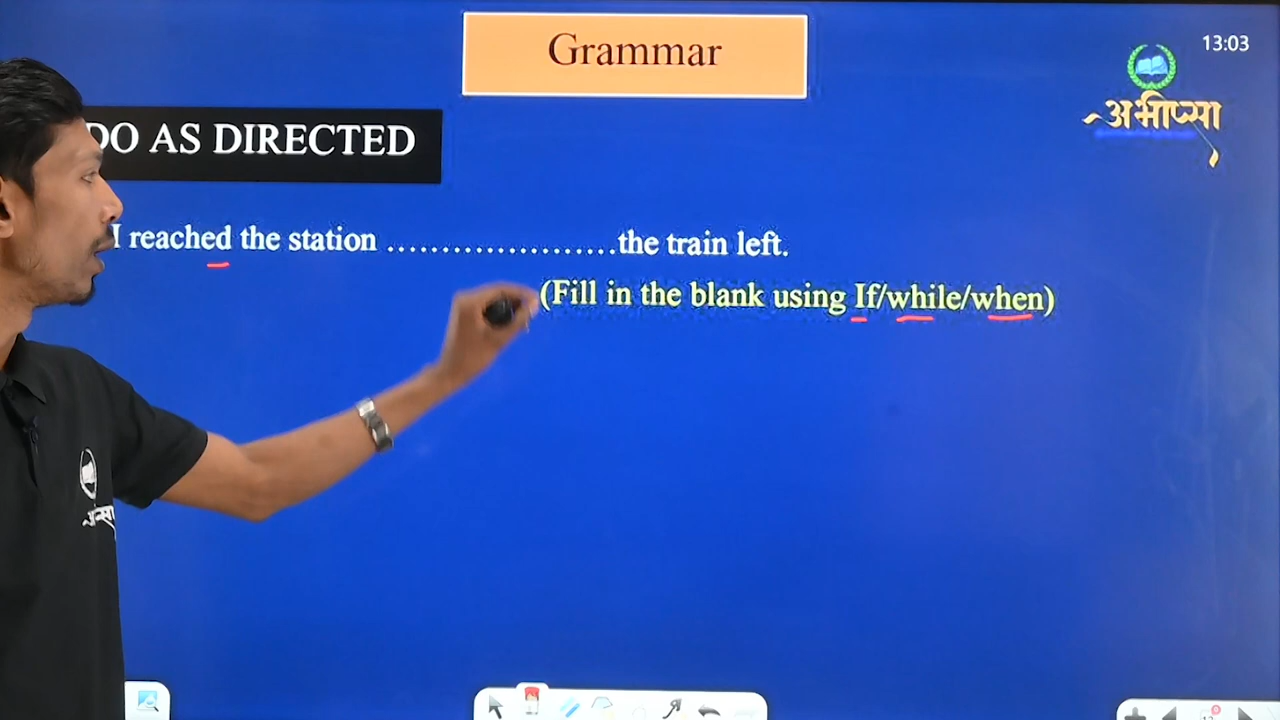 Grammar
13:03
अभीप्सा
DO AS DIRECTED
I reached the station .....................the train left.
(Fill in the blank using If/while/when)